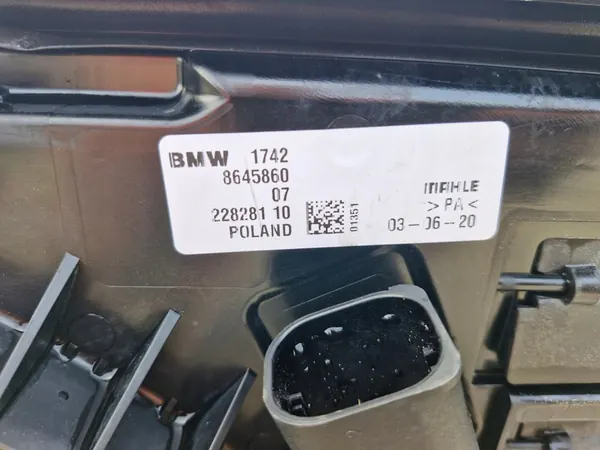 BMW 1742
8645860
07
228281 10
POLAND
01351
MAHLE
>PA<
03-06-20